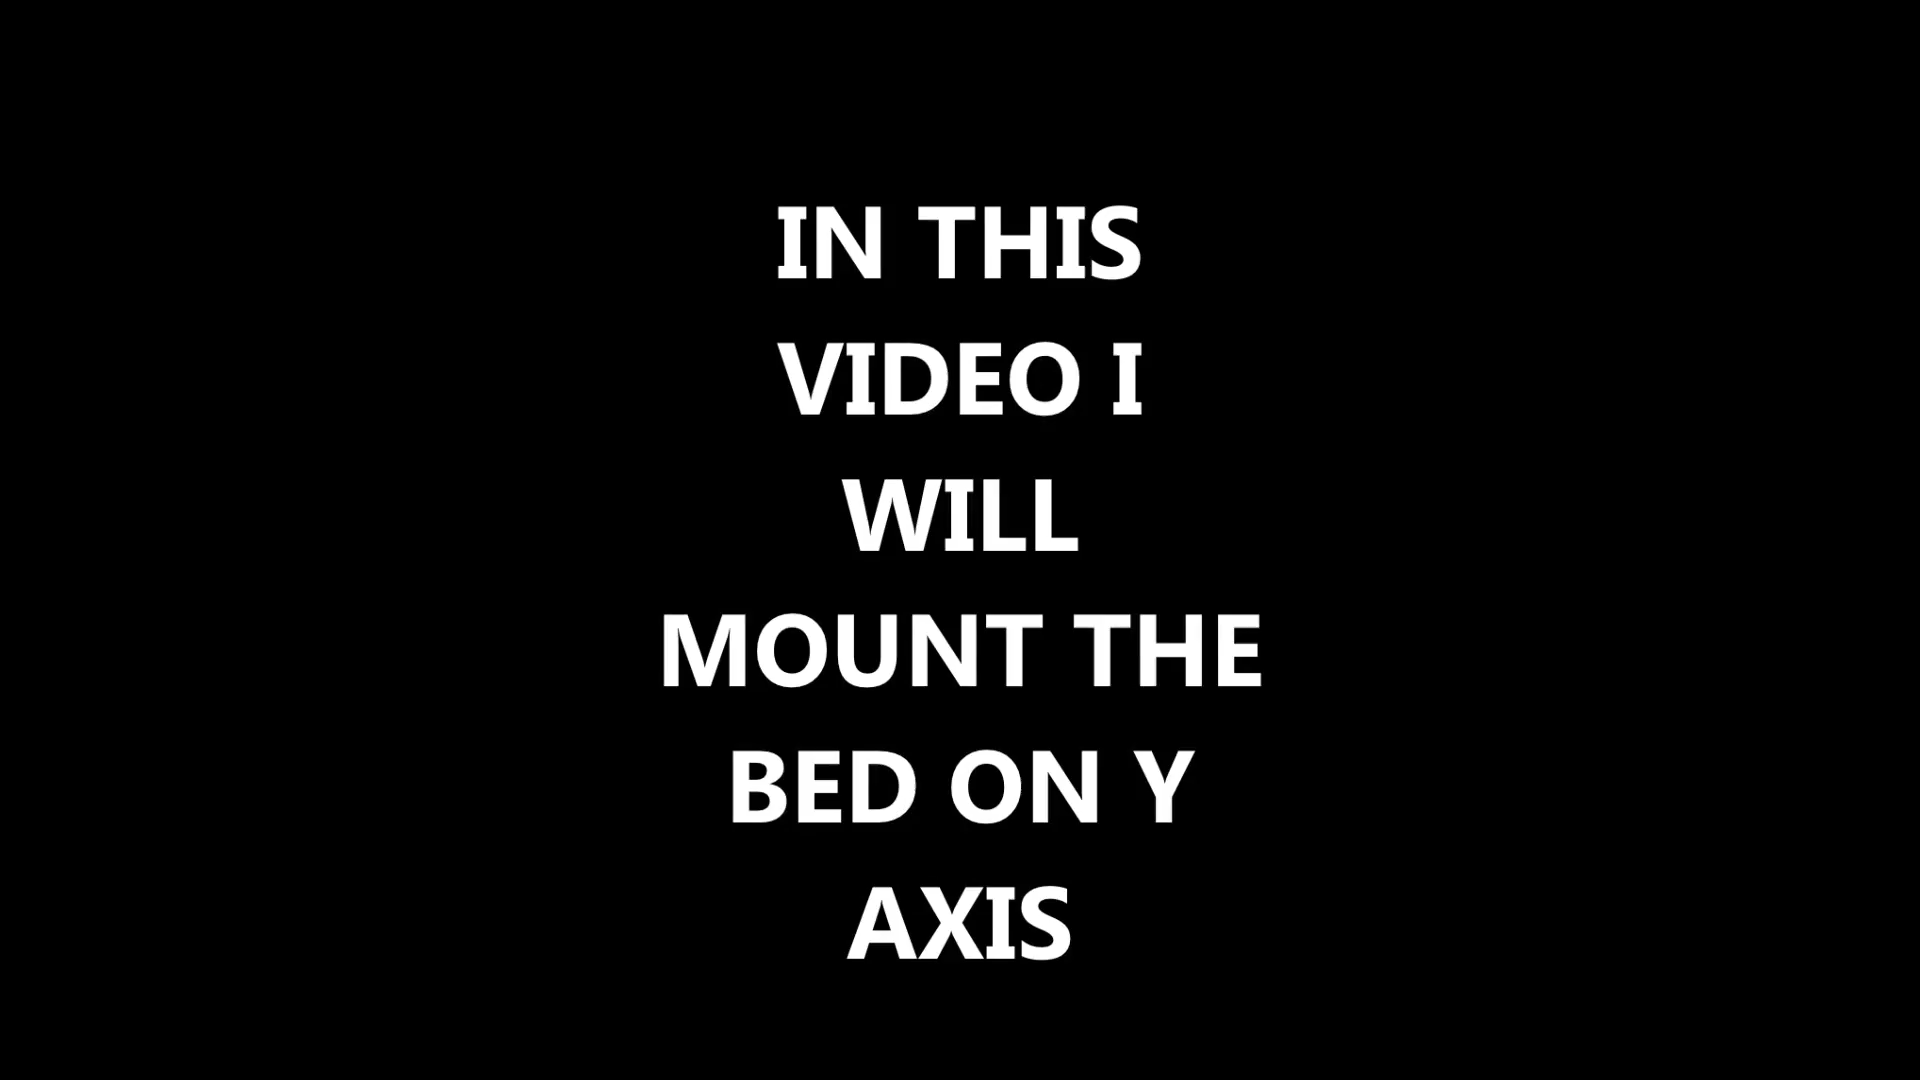 IN THIS
VIDEO I
WILL
MOUNT THE
BED ON Y
AXIS